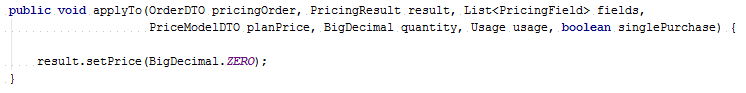 public void applyTo(OrderDTO pricingOrder, PricingResult result, List<PricingField> fields,
PriceModelDTO planPrice, BigDecimal quantity, Usage usage, boolean singlePurchase) {
result.setPrice(BigDecimal.ZERO);
}